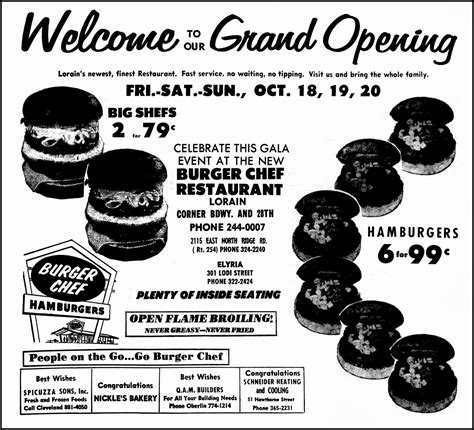 Welcome TO OUR Grand Opening
Lorain's newest, finest Restaurant. Fast service. no waiting, no tipping. Visit us and bring the whole family.
FRI.-SAT.-SUN., OCT. 18, 19, 20
BIG SHEFS
2 for 79¢
CELEBRATE THIS GALA
EVENT AT THE NEW
BURGER CHEF
RESTAURANT
LORAIN
CORNER BDWY. AND 28TH
PHONE 244-0007
2115 EAST NORTH RIDGE RD.
( Rt. 254) PHONE 324-2240
ELYRIA
301 LODI STREET
PHONE 322-2424
PLENTY OF INSIDE SEATING
HAMBURGERS
6 for 99¢
BURGER
CHEF
HAMBURGERS
OPEN FLAME BROILING!
NEVER GREASY—NEVER FRIED
People on the Go...Go Burger Chef
Best Wishes
SPICUZZA SONS, Inc.
Fresh and Frozen Foods
Call Cleveland 881-4050
Congratulations
NICKLE'S BAKERY
Best Wishes
Q.A.M. BUILDERS
For All Your Building Needs
Phone Oberlin 774-1214
Congratulations
SCHNEIDER HEATING
and COOLING
51 Hawthorne Street
Phone 365-2231